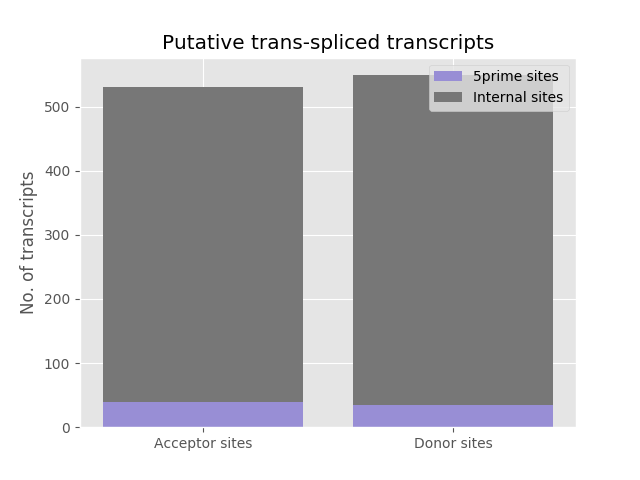 Putative trans-spliced transcripts
5prime sites
Internal sites
No. of transcripts
500
400
300
200
100
0
Acceptor sites
Donor sites